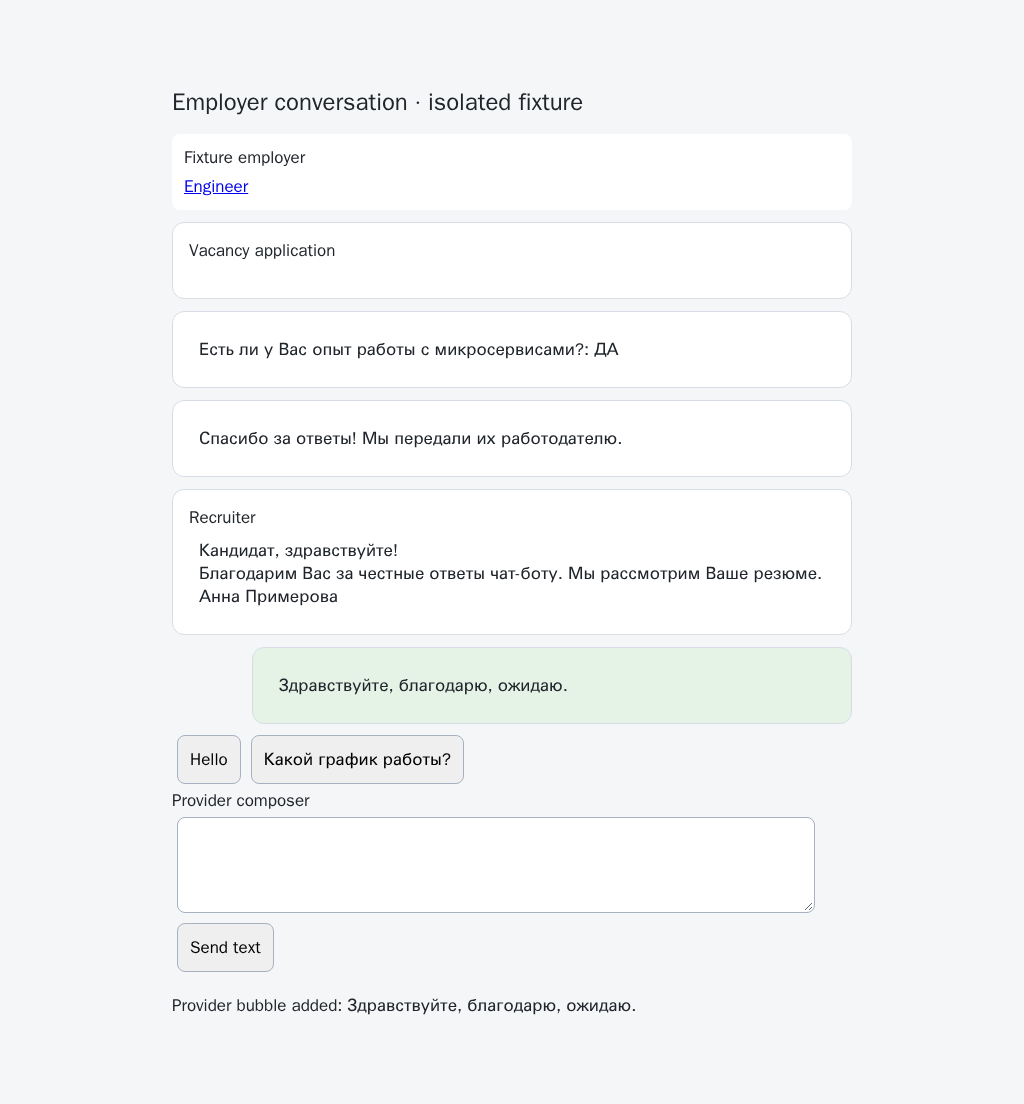 Employer conversation · isolated fixture
Fixture employer
Engineer
Vacancy application
Есть ли у Вас опыт работы с микросервисами?: ДА
Спасибо за ответы! Мы передали их работодателю.
Recruiter
Кандидат, здравствуйте!
Благодарим Вас за честные ответы чат-боту. Мы рассмотрим Ваше резюме.
Анна Примерова
Здравствуйте, благодарю, ожидаю.
Hello
Какой график работы?
Provider composer
Send text
Provider bubble added: Здравствуйте, благодарю, ожидаю.